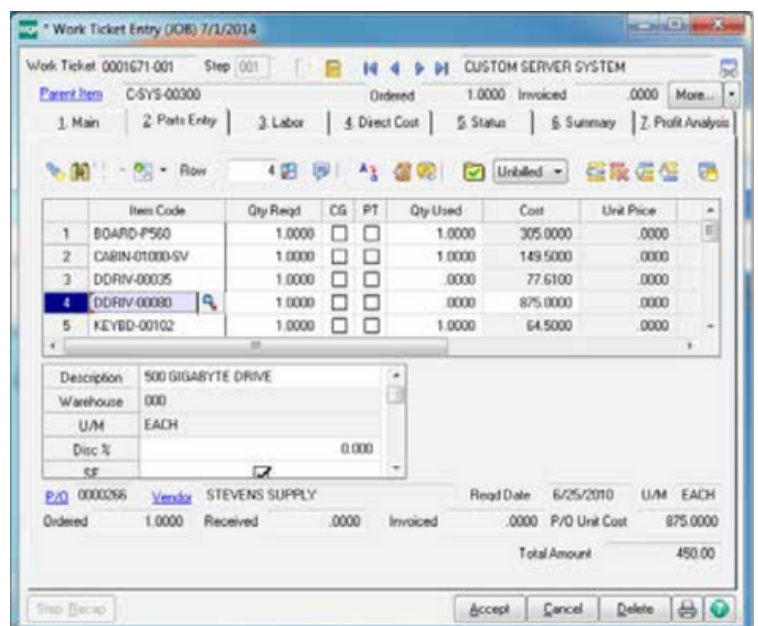 * Work Ticket Entry (JOB) 7/1/2014
Work Ticket 0001671-001 Step 001 CUSTOM SERVER SYSTEM
Parent Item C-SYS-00300 Ordered 1.0000 Invoiced .0000 More...
1. Main 2. Parts Entry 3. Labor 4. Direct Cost 5. Status 6. Summary 7. Profit Analysis
Row 4 Unbilled
Item Code Qty Reqd CG PT Qty Used Cost Unit Price
1 BOARD-P560 1.0000 1.0000 305.0000 .0000
2 CABIN-01000-SV 1.0000 1.0000 149.5000 .0000
3 DDRIV-00035 1.0000 .0000 77.6100 .0000
4 DDRIV-00080 1.0000 .0000 875.0000 .0000
5 KEYBD-00102 1.0000 1.0000 64.5000 .0000
Description 500 GIGABYTE DRIVE
Warehouse 000
U/M EACH
Disc % 0.000
SF
P/O 0000266 Vendor STEVENS SUPPLY Reqd Date 6/25/2010 U/M EACH
Ordered 1.0000 Received .0000 Invoiced .0000 P/O Unit Cost 875.0000
Total Amount 450.00
Step Recap Accept Cancel Delete